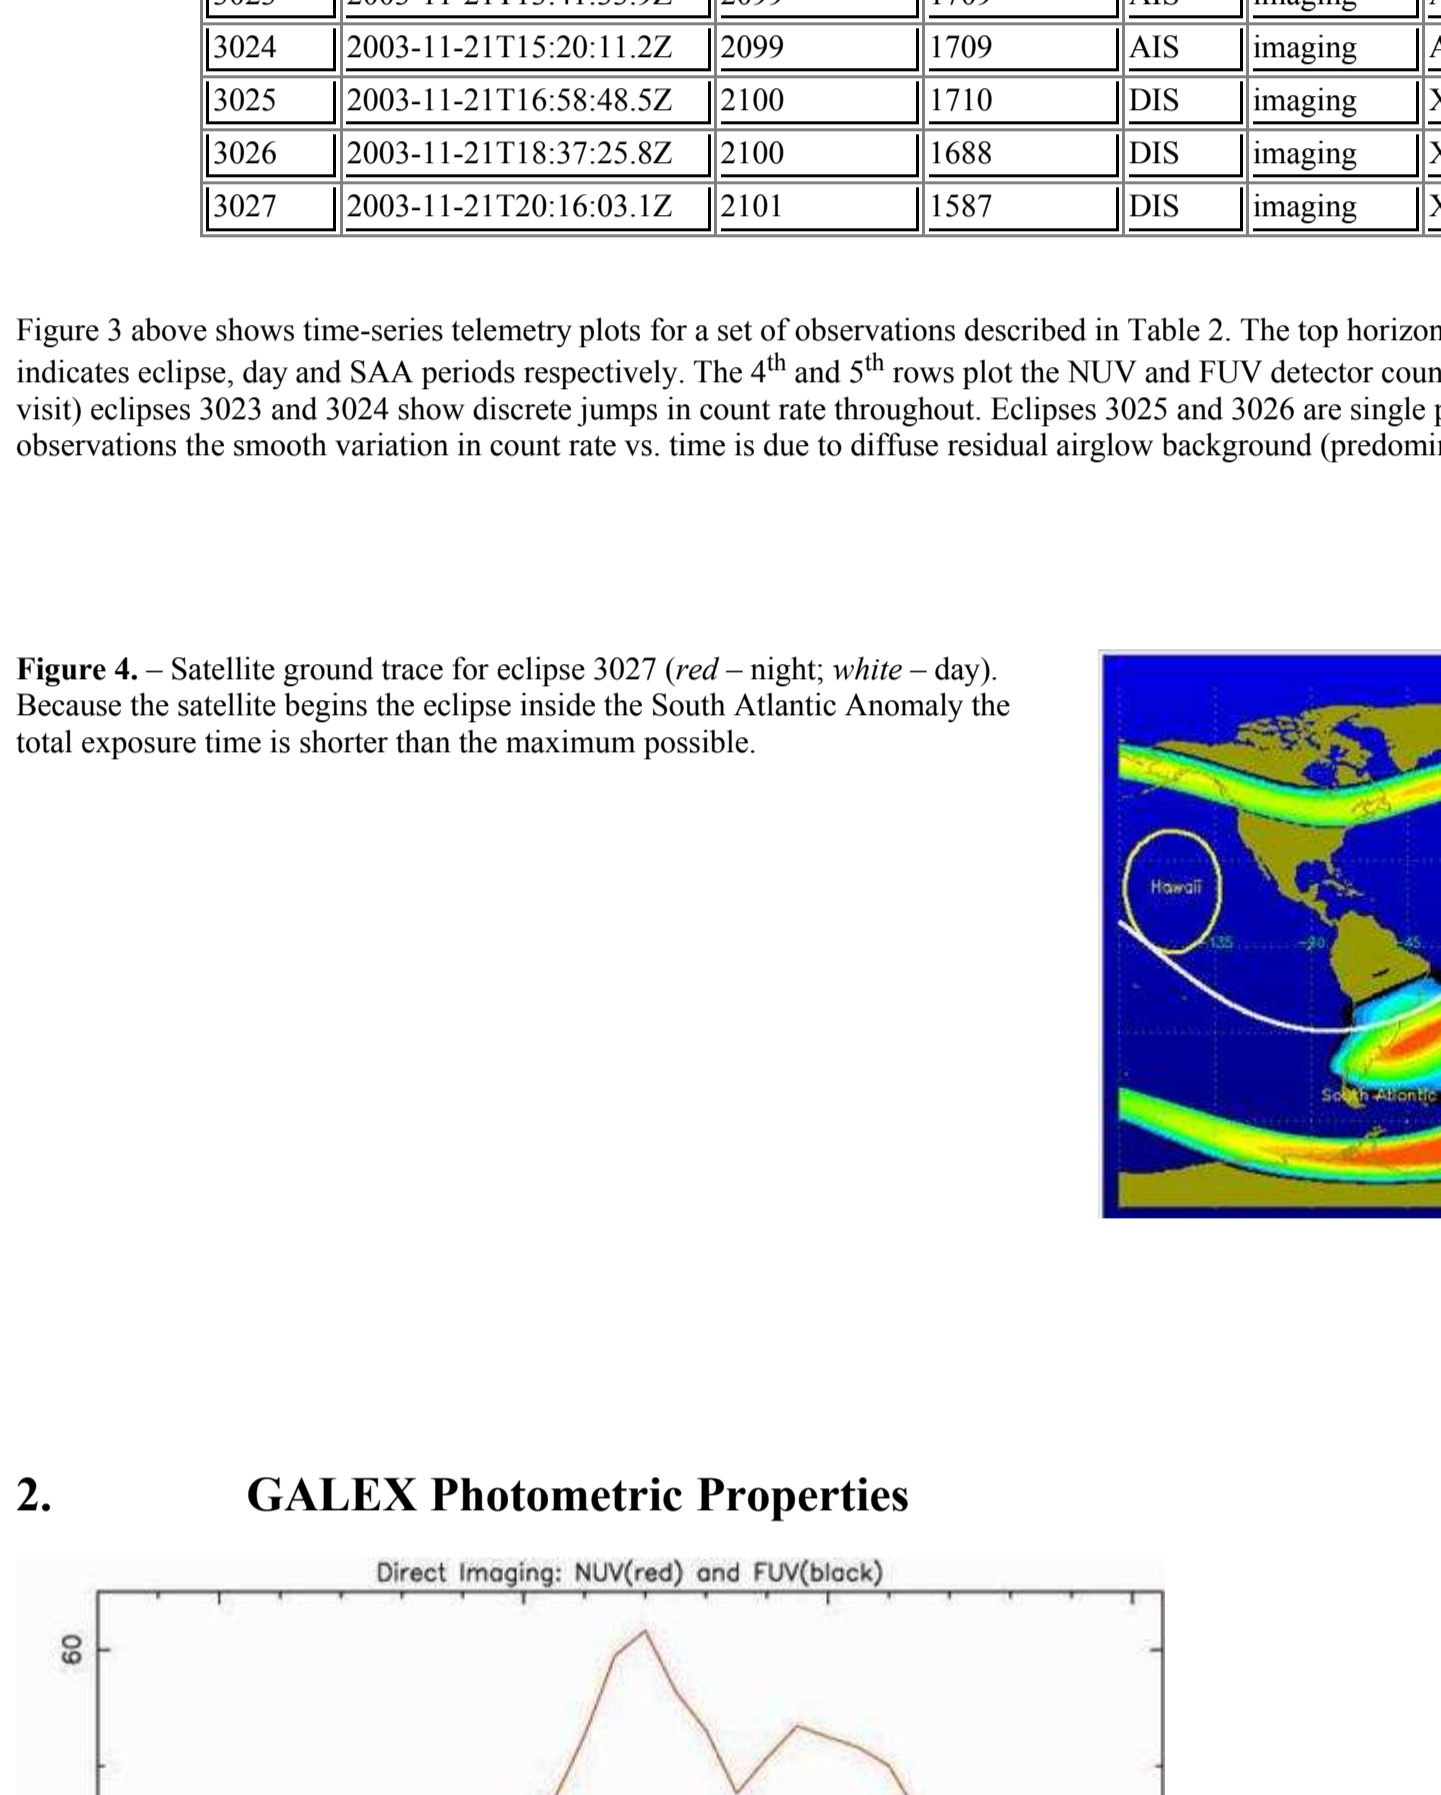 3024 2003-11-21T15:20:11.2Z 2099 1709 AIS imaging
3025 2003-11-21T16:58:48.5Z 2100 1710 DIS imaging
3026 2003-11-21T18:37:25.8Z 2100 1688 DIS imaging
3027 2003-11-21T20:16:03.1Z 2101 1587 DIS imaging
Figure 3 above shows time-series telemetry plots for a set of observations described in Table 2. The top horizon
indicates eclipse, day and SAA periods respectively. The 4th and 5th rows plot the NUV and FUV detector coun
visit) eclipses 3023 and 3024 show discrete jumps in count rate throughout. Eclipses 3025 and 3026 are single
observations the smooth variation in count rate vs. time is due to diffuse residual airglow background (predomi
Figure 4. – Satellite ground trace for eclipse 3027 (red – night; white – day).
Because the satellite begins the eclipse inside the South Atlantic Anomaly the
total exposure time is shorter than the maximum possible.
Hawaii
-135 -90 -45
South Atlantic
2. GALEX Photometric Properties
Direct Imaging: NUV(red) and FUV(black)
60